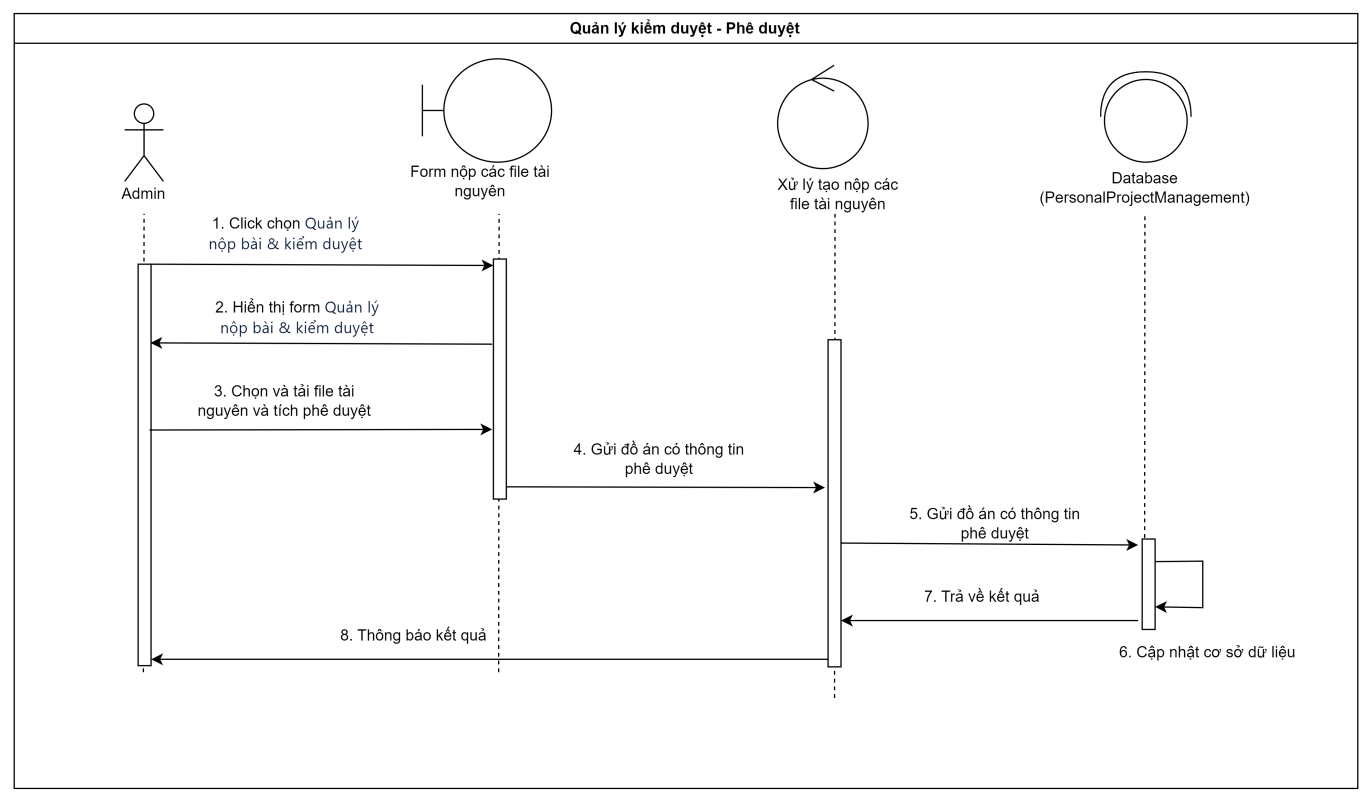 Quản lý kiểm duyệt - Phê duyệt
Admin
Form nộp các file tài
nguyên
Xử lý tạo nộp các
file tài nguyên
Database
(PersonalProjectManagement)
1. Click chọn Quản lý
nộp bài & kiểm duyệt
2. Hiển thị form Quản lý
nộp bài & kiểm duyệt
3. Chọn và tải file tài
nguyên và tích phê duyệt
4. Gửi đồ án có thông tin
phê duyệt
5. Gửi đồ án có thông tin
phê duyệt
7. Trả về kết quả
8. Thông báo kết quả
6. Cập nhật cơ sở dữ liệu